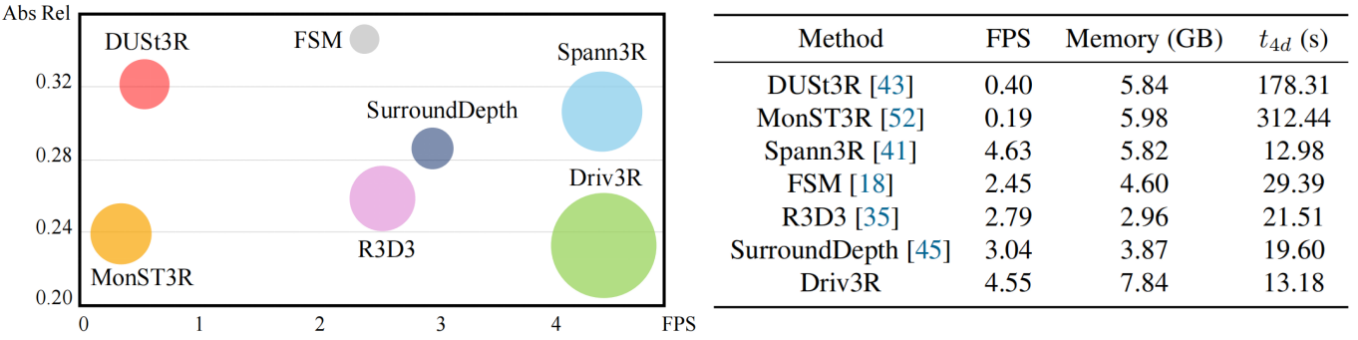 Abs Rel
DUSt3R
FSM
Spann3R
0.32
SurroundDepth
0.28
Driv3R
0.24
R3D3
MonST3R
0.20
0 1 2 3 4 FPS
Method FPS Memory (GB) t4d (s)
DUSt3R [43] 0.40 5.84 178.31
MonST3R [52] 0.19 5.98 312.44
Spann3R [41] 4.63 5.82 12.98
FSM [18] 2.45 4.60 29.39
R3D3 [35] 2.79 2.96 21.51
SurroundDepth [45] 3.04 3.87 19.60
Driv3R 4.55 7.84 13.18